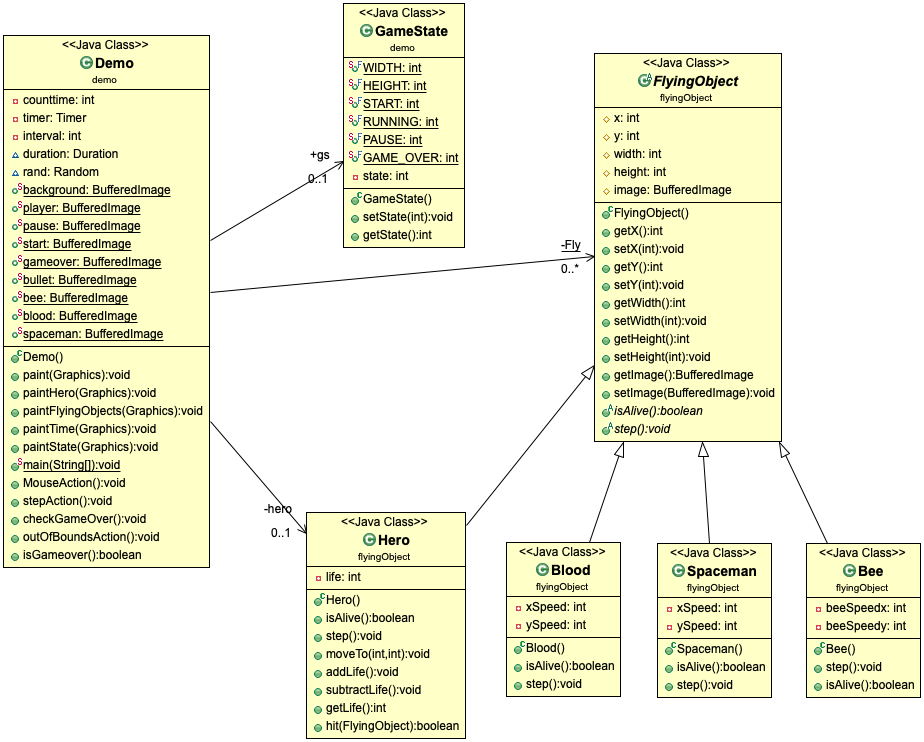 <<Java Class>>
Demo
demo
counttime: int
timer: Timer
interval: int
duration: Duration
rand: Random
background: BufferedImage
player: BufferedImage
pause: BufferedImage
start: BufferedImage
gameover: BufferedImage
bullet: BufferedImage
bee: BufferedImage
blood: BufferedImage
spaceman: BufferedImage
Demo()
paint(Graphics):void
paintHero(Graphics):void
paintFlyingObjects(Graphics):void
paintTime(Graphics):void
paintState(Graphics):void
main(String[]):void
MouseAction():void
stepAction():void
checkGameOver():void
outOfBoundsAction():void
isGameover():boolean
+gs
0..1
<<Java Class>>
GameState
demo
WIDTH: int
HEIGHT: int
START: int
RUNNING: int
PAUSE: int
GAME_OVER: int
state: int
GameState()
setState(int):void
getState():int
-Fly
0..*
<<Java Class>>
FlyingObject
flyingObject
x: int
y: int
width: int
height: int
image: BufferedImage
FlyingObject()
getX():int
setX(int):void
getY():int
setY(int):void
getWidth():int
setWidth(int):void
getHeight():int
setHeight(int):void
getImage():BufferedImage
setImage(BufferedImage):void
isAlive():boolean
step():void
-hero
0..1
<<Java Class>>
Hero
flyingObject
life: int
Hero()
isAlive():boolean
step():void
moveTo(int,int):void
addLife():void
subtractLife():void
getLife():int
hit(FlyingObject):boolean
<<Java Class>>
Blood
flyingObject
xSpeed: int
ySpeed: int
Blood()
isAlive():boolean
step():void
<<Java Class>>
Spaceman
flyingObject
xSpeed: int
ySpeed: int
Spaceman()
isAlive():boolean
step():void
<<Java Class>>
Bee
flyingObject
beeSpeedx: int
beeSpeedy: int
Bee()
step():void
isAlive():boolean